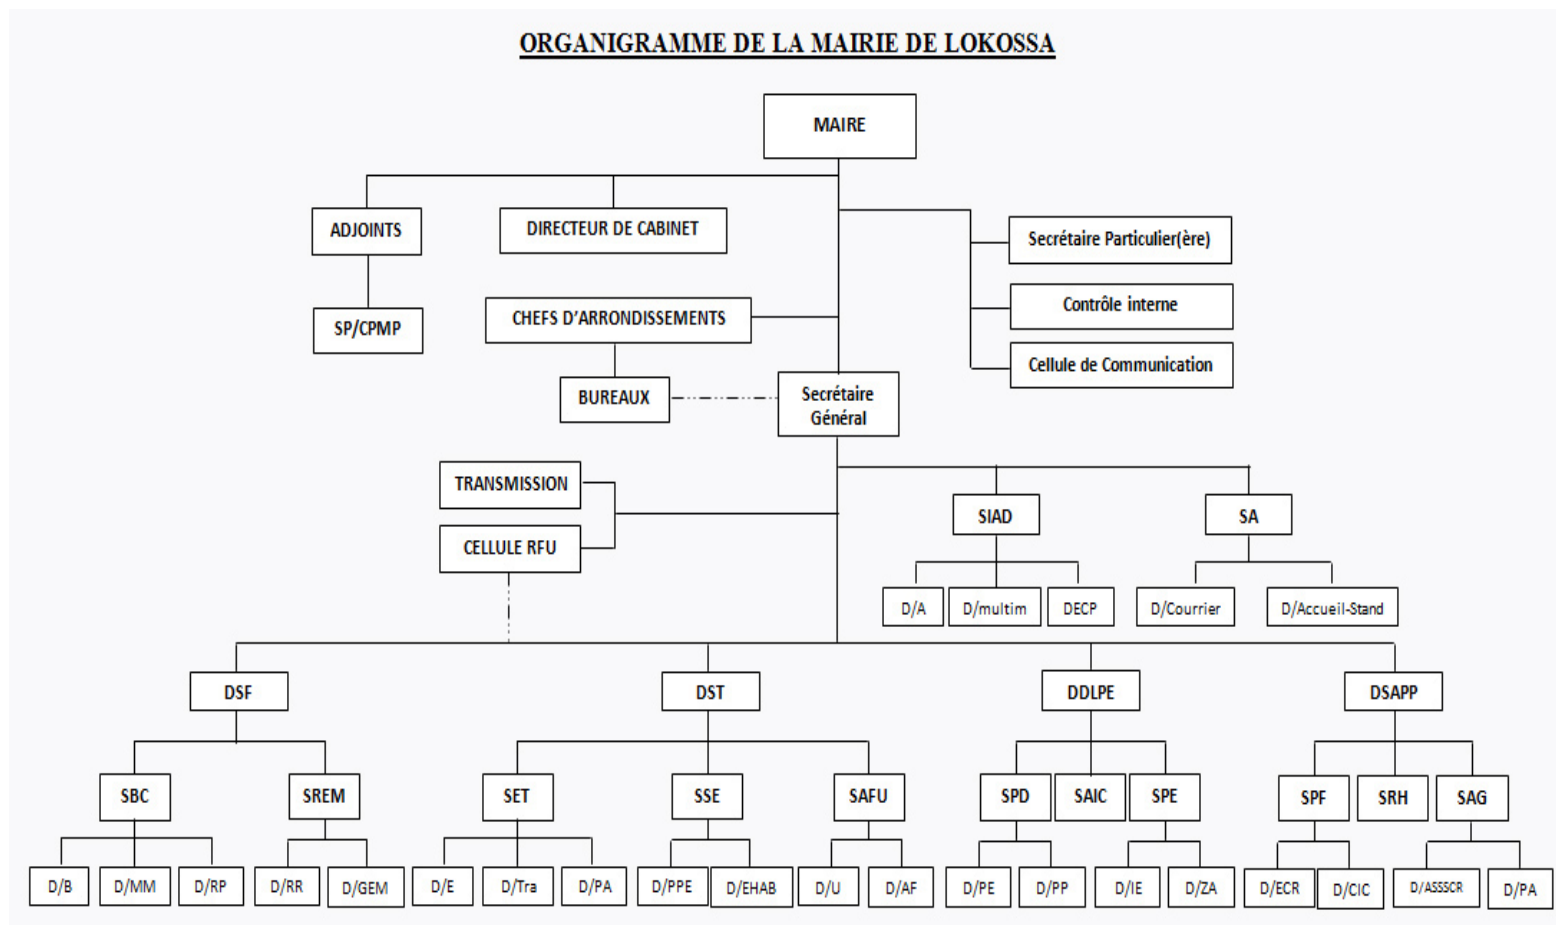 ORGANIGRAMME DE LA MAIRIE DE LOKOSSA
MAIRE
ADJOINTS
DIRECTEUR DE CABINET
Secrétaire Particulier(ère)
SP/CPMP
CHEFS D'ARRONDISSEMENTS
Contrôle interne
Cellule de Communication
BUREAUX
Secrétaire
Général
TRANSMISSION
CELLULE RFU
SIAD
SA
D/A
D/multim
DECP
D/Courrier
D/Accueil-Stand
DSF
DST
DDLPE
DSAPP
SBC
SREM
SET
SSE
SAFU
SPD
SAIC
SPE
SPF
SRH
SAG
D/B
D/MM
D/RP
D/RR
D/GEM
D/E
D/Tra
D/PA
D/PPE
D/EHAB
D/U
D/AF
D/PE
D/PP
D/IE
D/ZA
D/ECR
D/CIC
D/ASSSCR
D/PA